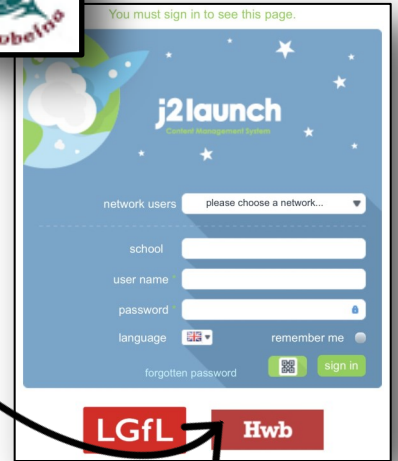 You must sign in to see this page.
j2launch
Content Management System
network users please choose a network...
school
user name *
password *
language remember me
forgotten password sign in
LGfL Hwb